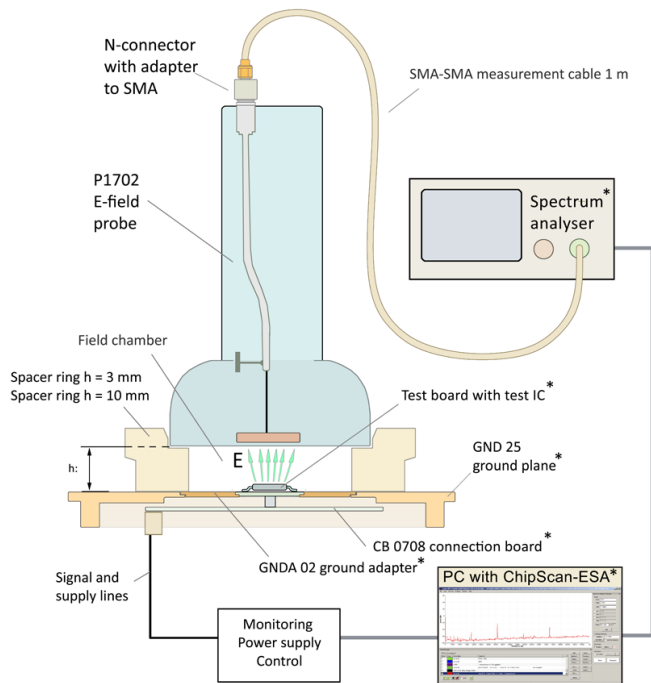 N-connector
with adapter
to SMA
SMA-SMA measurement cable 1 m
P1702
E-field
probe
Spectrum*
analyser
Field chamber
Spacer ring h = 3 mm
Spacer ring h = 10 mm
Test board with test IC*
h:
E
GND 25
ground plane*
CB 0708 connection board*
GNDA 02 ground adapter*
Signal and
supply lines
PC with ChipScan-ESA*
Monitoring
Power supply
Control